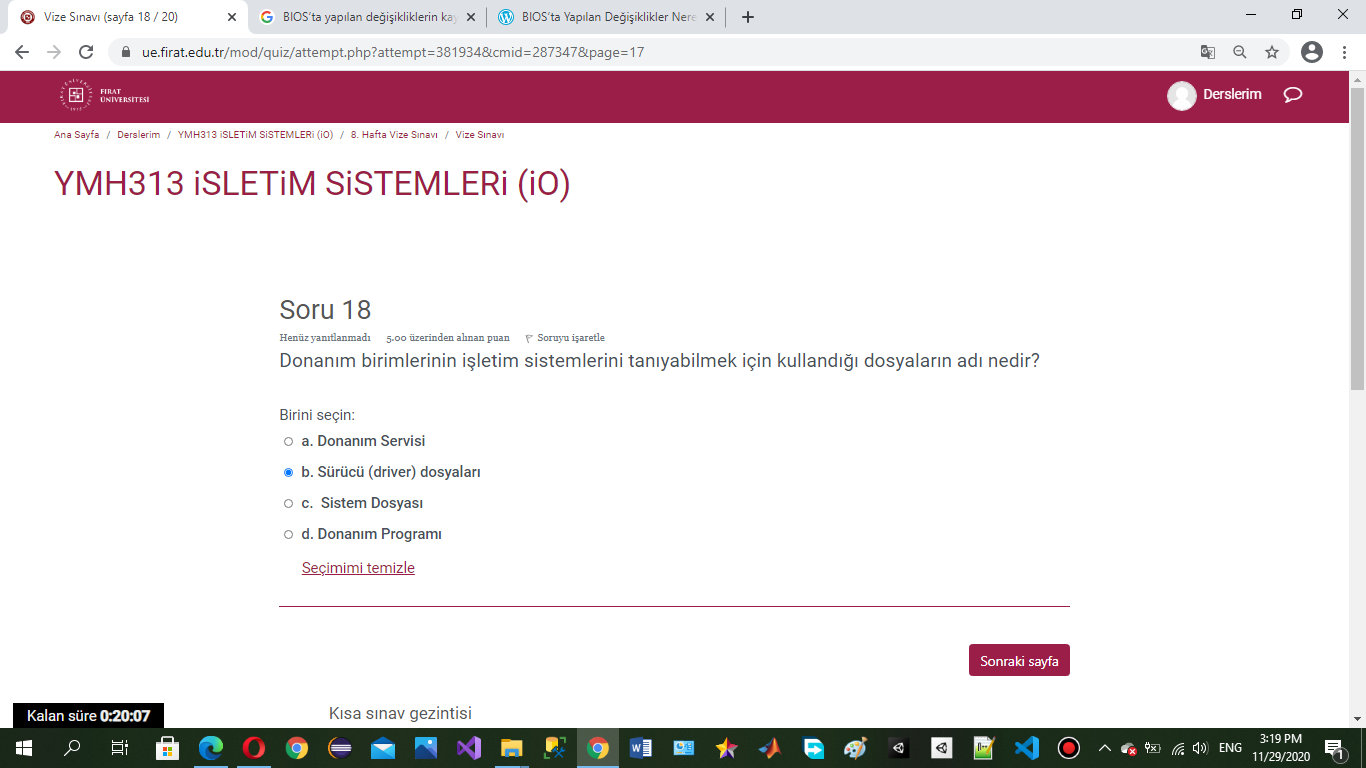 Vize Sınavı (sayfa 18 / 20)
BIOS'ta yapılan değişikliklerin kay
BIOS'ta Yapılan Değişiklikler Nere
ue.firat.edu.tr/mod/quiz/attempt.php?attempt=381934&cmid=287347&page=17
FIRAT
ÜNİVERSİTESİ
Derslerim
Ana Sayfa / Derslerim / YMH313 iSLETiM SiSTEMLERi (iO) / 8. Hafta Vize Sınavı / Vize Sınavı
YMH313 iSLETiM SiSTEMLERi (iO)
Soru 18
Henüz yanıtlanmadı 5,00 üzerinden alınan puan Soruyu işaretle
Donanım birimlerinin işletim sistemlerini tanıyabilmek için kullandığı dosyaların adı nedir?
Birini seçin:
a. Donanım Servisi
b. Sürücü (driver) dosyaları
c. Sistem Dosyası
d. Donanım Programı
Seçimimi temizle
Sonraki sayfa
Kalan süre 0:20:07
Kısa sınav gezintisi
ENG
3:19 PM
11/29/2020
1